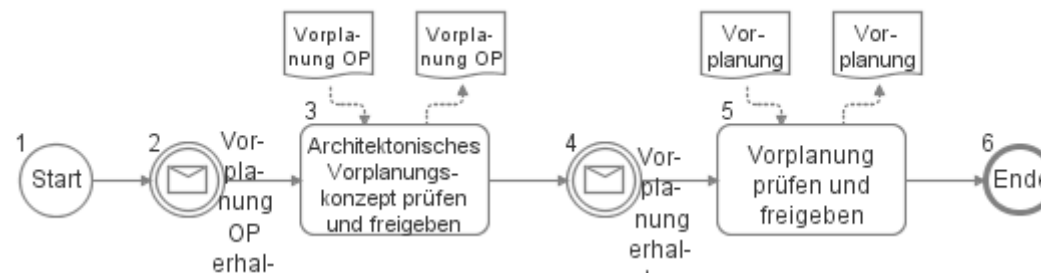 Vorpla-
nung OP
Vorpla-
nung OP
Vor-
planung
Vor-
planung
1
Start
2
Vor-
pla-
nung
OP
erhal-
3
Architektonisches
Vorplanungs-
konzept prüfen
und freigeben
4
Vor-
pla-
nung
erhal-
5
Vorplanung
prüfen und
freigeben
6
Ende